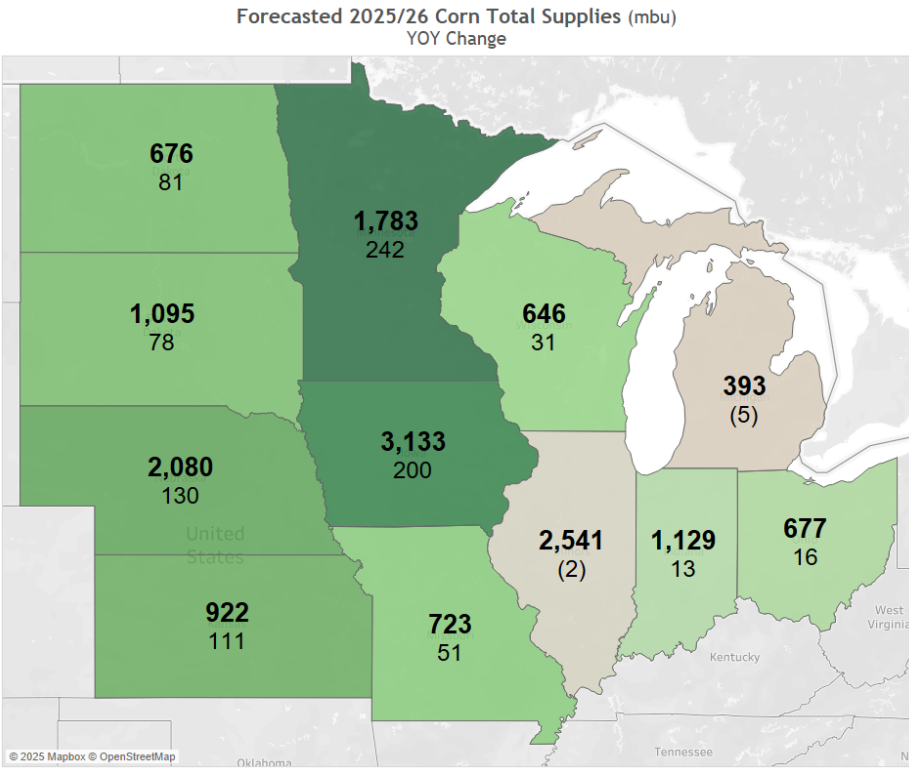 Forecasted 2025/26 Corn Total Supplies (mbu)
YOY Change
676
81
1,783
242
1,095
78
646
31
393
(5)
2,080
130
3,133
200
United
States
2,541
(2)
1,129
13
677
16
922
111
723
51
West
Virginia
Kentucky
Tennessee
Oklahoma
© 2025 Mapbox © OpenStreetMap